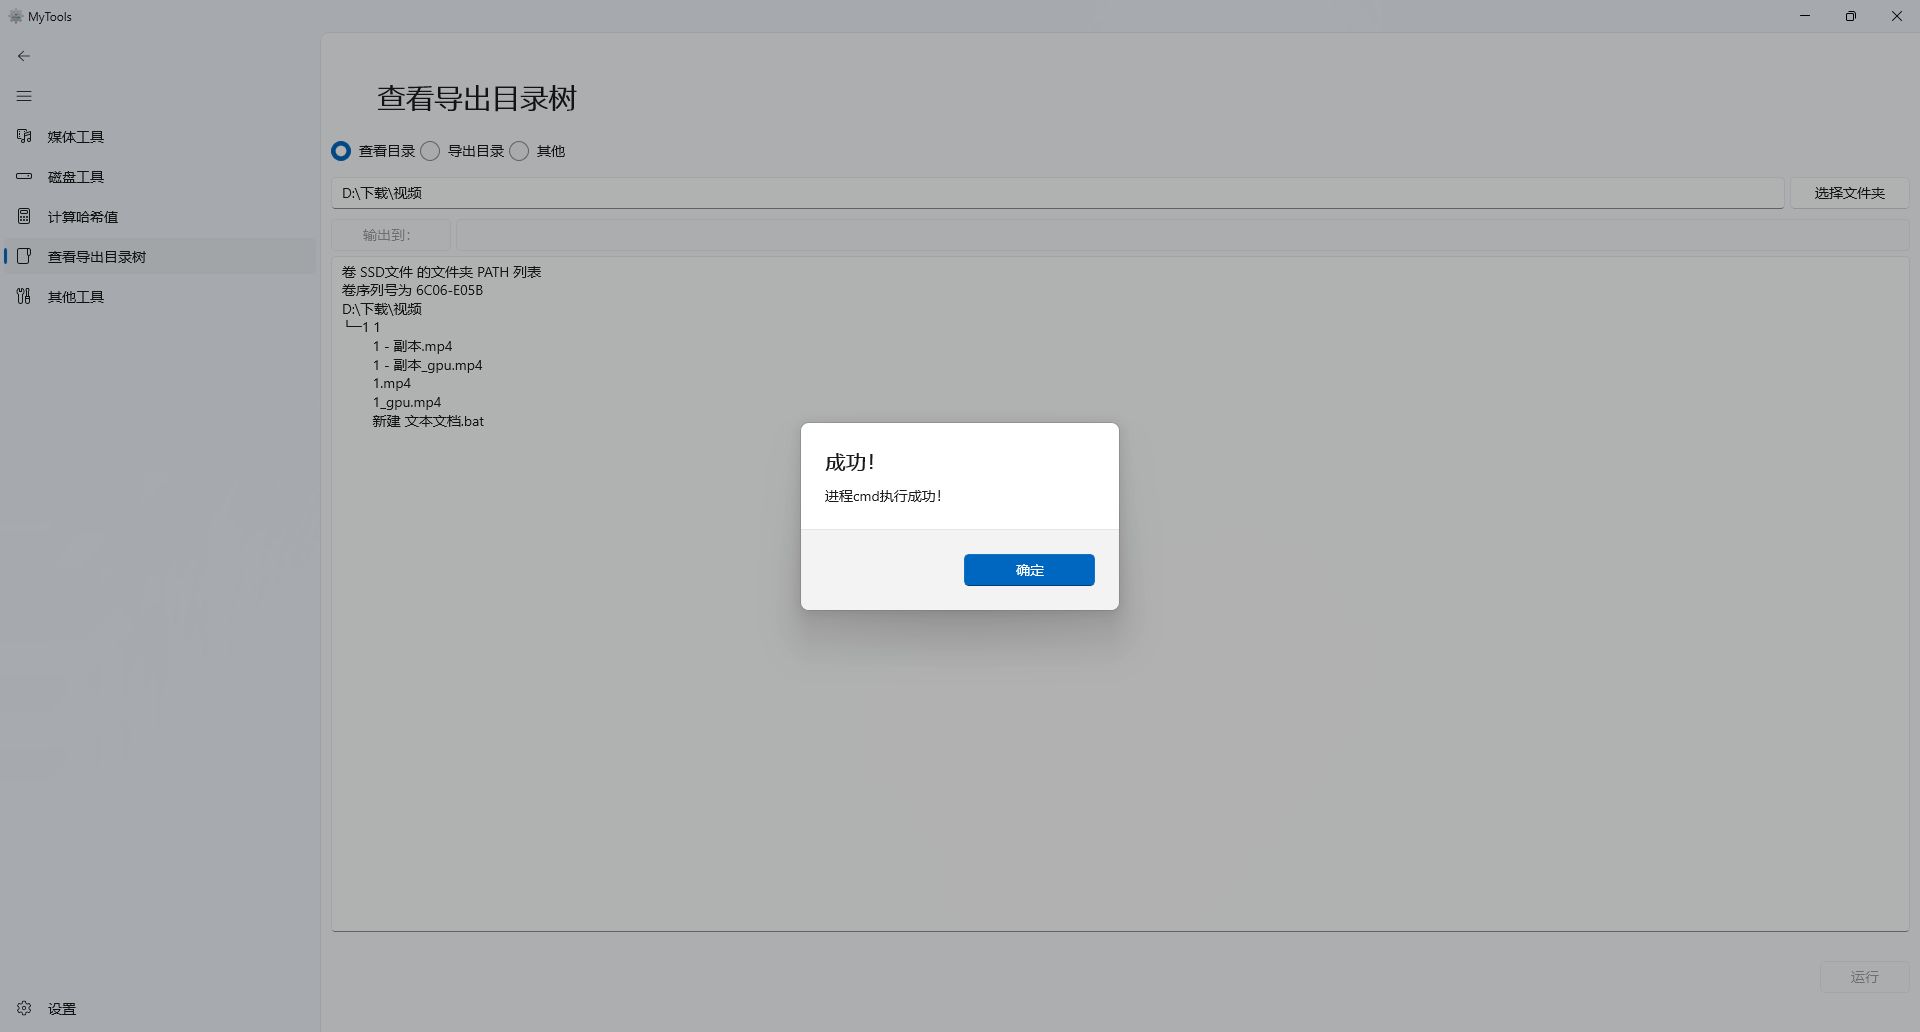 MyTools
查看导出目录树
媒体工具
磁盘工具
计算哈希值
查看导出目录树
其他工具
设置
查看目录 导出目录 其他
D:\下载\视频 选择文件夹
输出到：
卷 SSD文件 的文件夹 PATH 列表
卷序列号为 6C06-E05B
D:\下载\视频
└─1 1
1 - 副本.mp4
1 - 副本_gpu.mp4
1.mp4
1_gpu.mp4
新建 文本文档.bat
成功！
进程cmd执行成功！
确定
运行